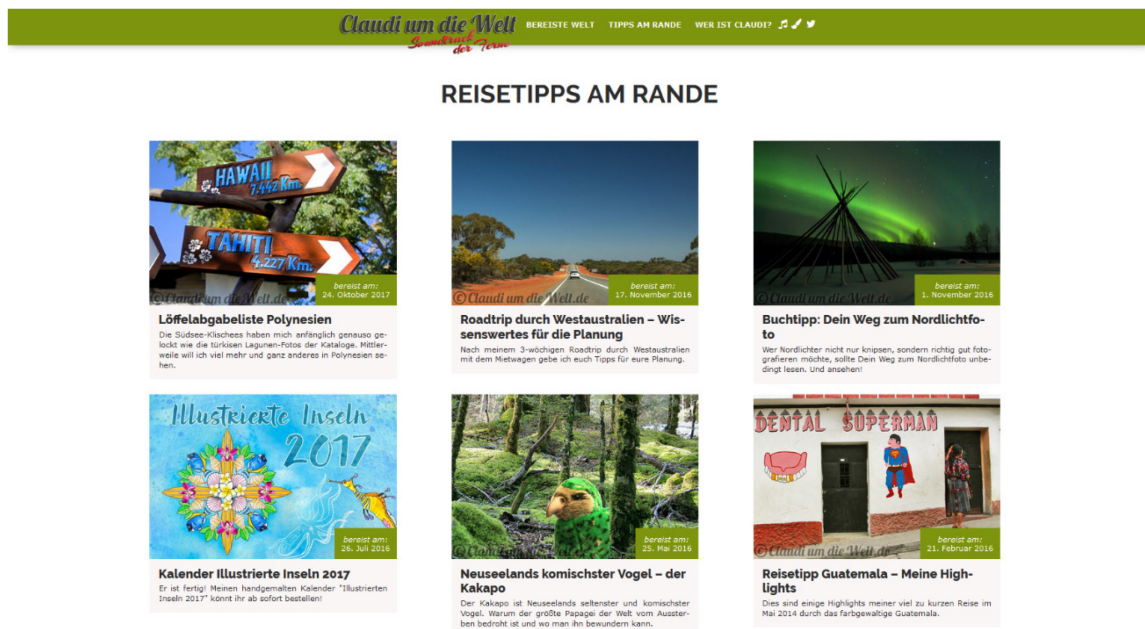 Claudi um die Welt
Soundtrack
der Ferne
BEREISTE WELT TIPPS AM RANDE WER IST CLAUDI?
REISETIPPS AM RANDE
HAWAII
7.442 Km.
TAHITI
4.227 Km.
bereist am:
24. Oktober 2017
©Claudi um die Welt.de
Löffelabgabeliste Polynesien
Die Südsee-Klischees haben mich anfänglich genauso ge-
lockt wie die türkisen Lagunen-Fotos der Kataloge. Mittler-
weile will ich viel mehr und ganz anderes in Polynesien se-
hen.
bereist am:
17. November 2016
©Claudi um die Welt.de
Roadtrip durch Westaustralien – Wis-
senswertes für die Planung
Nach meinem 3-wöchigen Roadtrip durch Westaustralien
mit dem Mietwagen gebe ich euch Tipps für eure Planung.
bereist am:
1. November 2016
©Claudi um die Welt.de
Buchtipp: Dein Weg zum Nordlichtfo-
to
Wer Nordlichter nicht nur knipsen, sondern richtig gut foto-
grafieren möchte, sollte Dein Weg zum Nordlichtfoto unbe-
dingt lesen. Und ansehen!
Illustrierte Inseln
2017
bereist am:
26. Juli 2016
Kalender Illustrierte Inseln 2017
Er ist fertig! Meinen handgemalten Kalender "Illustrierten
Inseln 2017" könnt ihr ab sofort bestellen!
bereist am:
25. Mai 2016
©Claudi um die Welt.de
Neuseelands komischster Vogel – der
Kakapo
Der Kakapo ist Neuseelands seltenster und komischster
Vogel. Warum der größte Papagei der Welt vom Ausster-
ben bedroht ist und wo man ihn bewundern kann.
DENTAL SUPERMAN
bereist am:
21. Februar 2016
©Claudi um die Welt.de
Reisetipp Guatemala – Meine High-
lights
Dies sind einige Highlights meiner viel zu kurzen Reise im
Mai 2014 durch das farbgewaltige Guatemala.